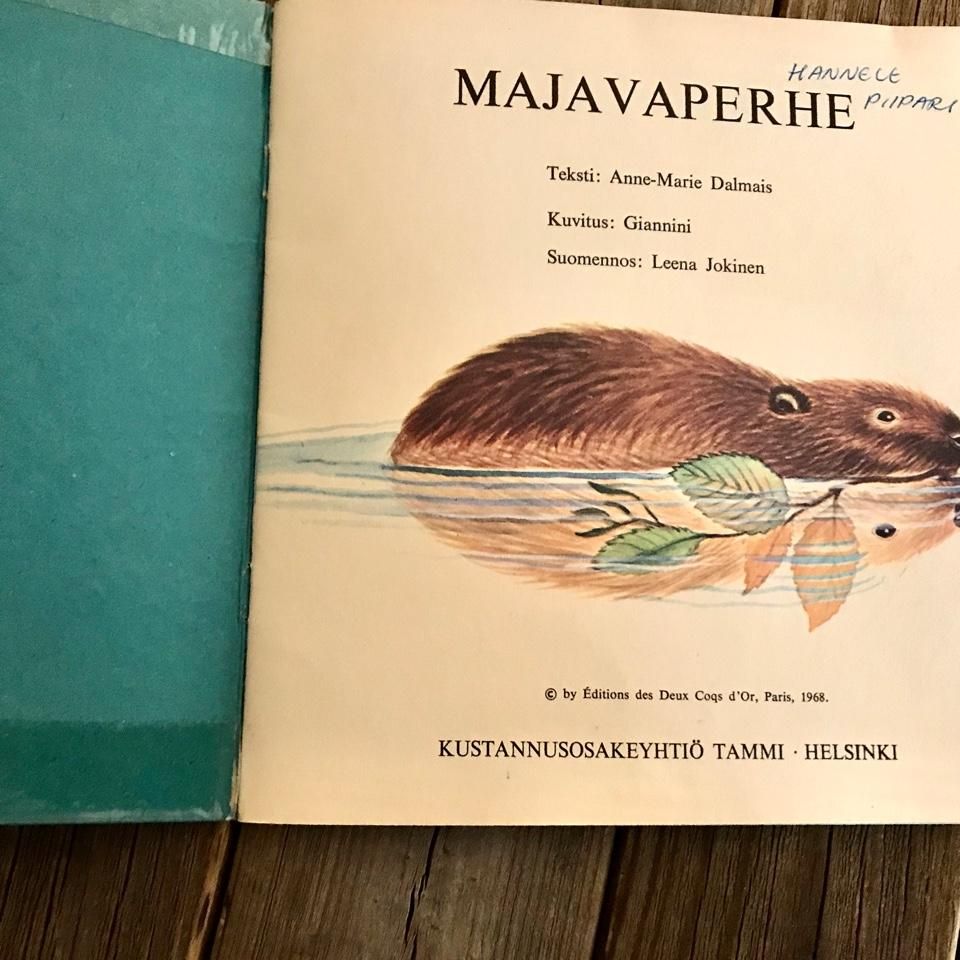 HANNELE
MAJAVAPERHE PIIPARI
Teksti: Anne-Marie Dalmais
Kuvitus: Giannini
Suomennos: Leena Jokinen
© by Éditions des Deux Coqs d'Or, Paris, 1968.
KUSTANNUSOSAKEYHTIÖ TAMMI · HELSINKI